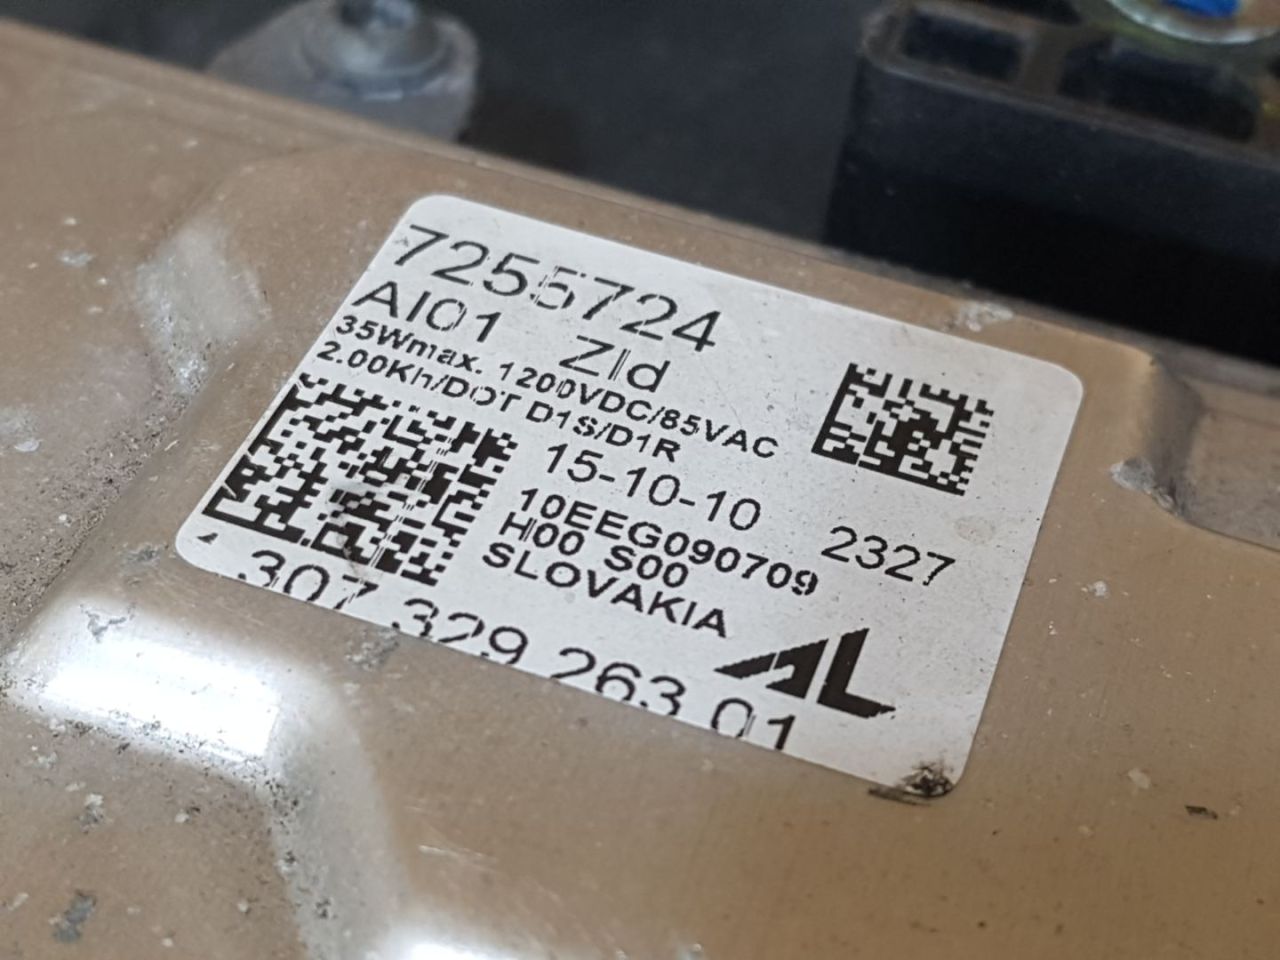 7255724
AI01 Zld
35Wmax. 1200VDC/85VAC
2.00Kh/DOT D1S/D1R
15-10-10 2327
10EEG090709
H00 S00
SLOVAKIA
AL
307 329 263 01